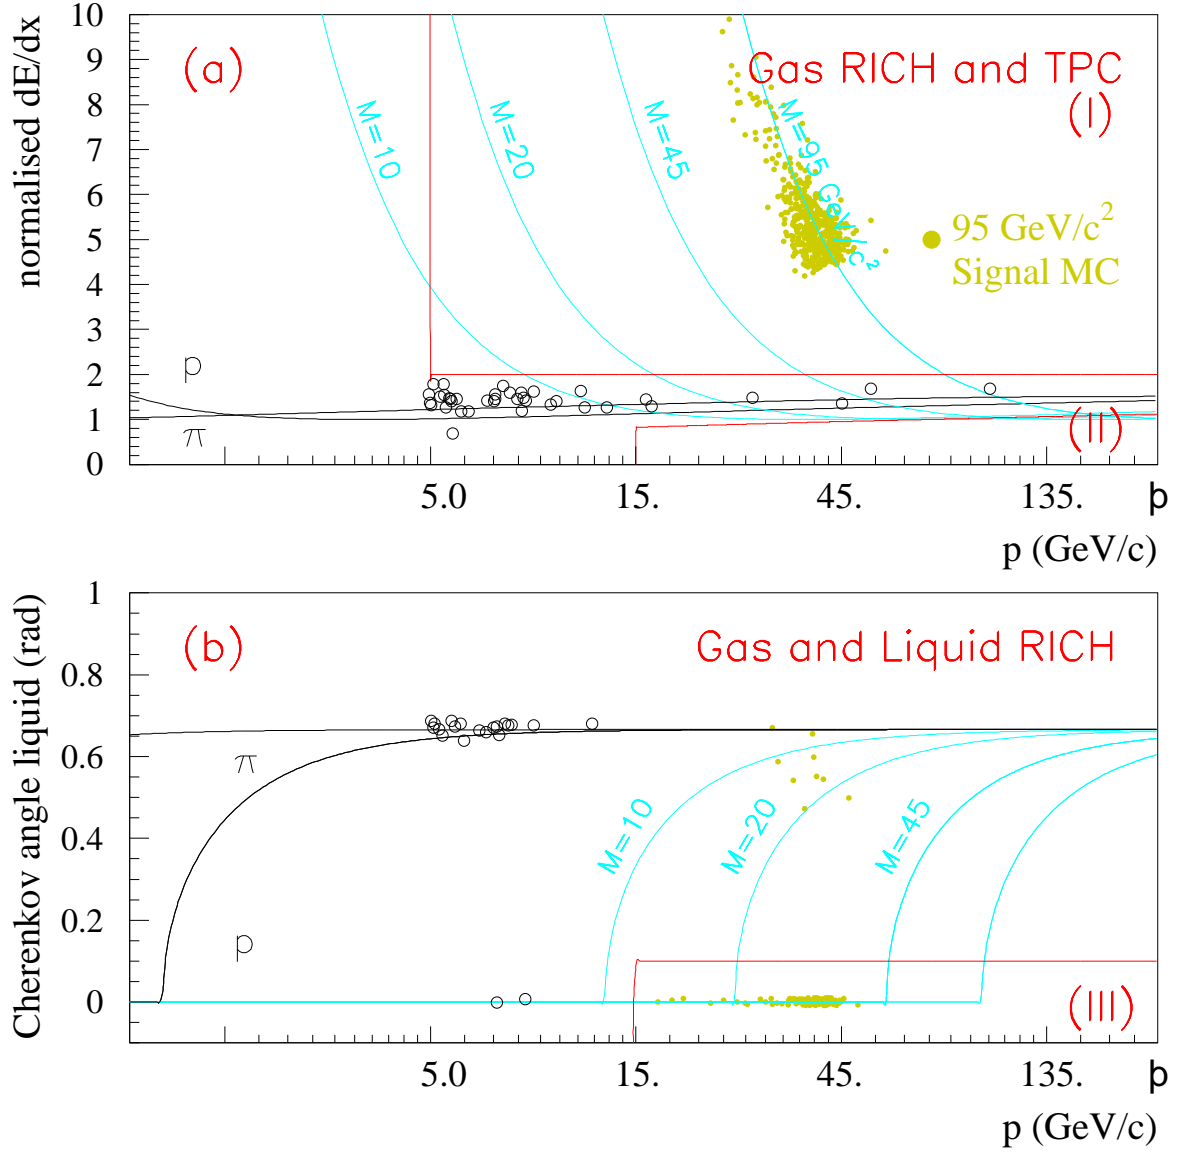 normalised dE/dx
10
9
8
7
6
5
4
3
2
1
0
(a)
Gas RICH and TPC
(I)
M=10
M=20
M=45
M=95 GeV/c²
95 GeV/c²
Signal MC
p
π
(II)
5.0
15.
45.
135.
p
p (GeV/c)
Cherenkov angle liquid (rad)
1
0.8
0.6
0.4
0.2
0
(b)
Gas and Liquid RICH
π
M=10
M=20
M=45
p
(III)
5.0
15.
45.
135.
p
p (GeV/c)